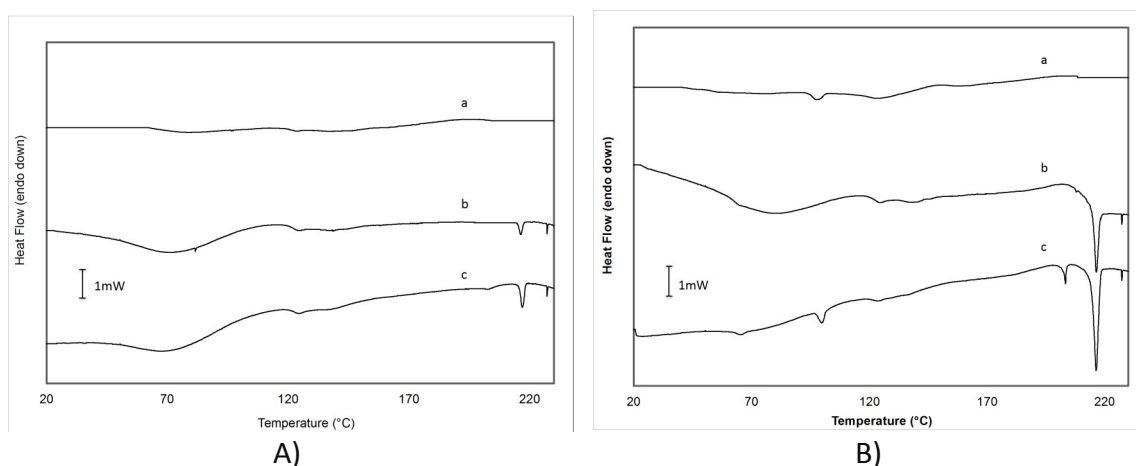 Heat Flow (endo down)
a
b
c
1mW
20
70
120
170
220
Temperature (°C)
A)
Heat Flow (endo down)
a
b
c
1mW
20
70
120
170
220
Temperature (°C)
B)